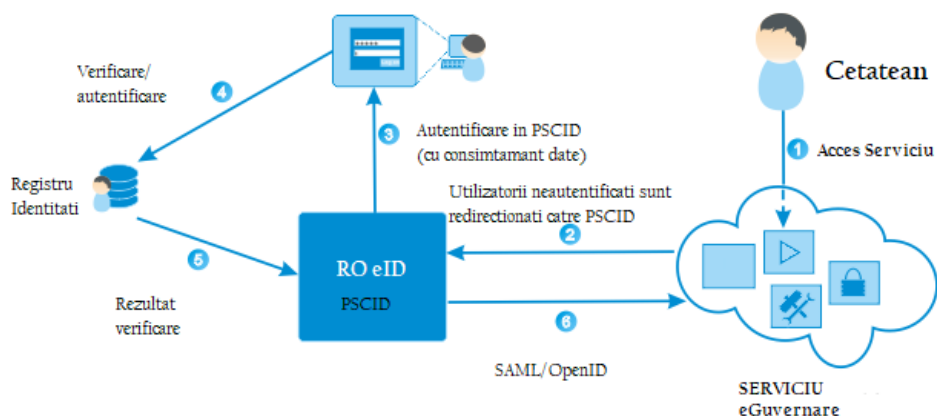 Verificare/
autentificare
4
3
Autentificare in PSCID
(cu consimtamant date)
Cetatean
1
Acces Serviciu
Registru
Identitati
Utilizatorii neautentificati sunt
redirectionati catre PSCID
2
5
RO eID
PSCID
Rezultat
verificare
6
SAML/OpenID
SERVICIU
eGuvernare